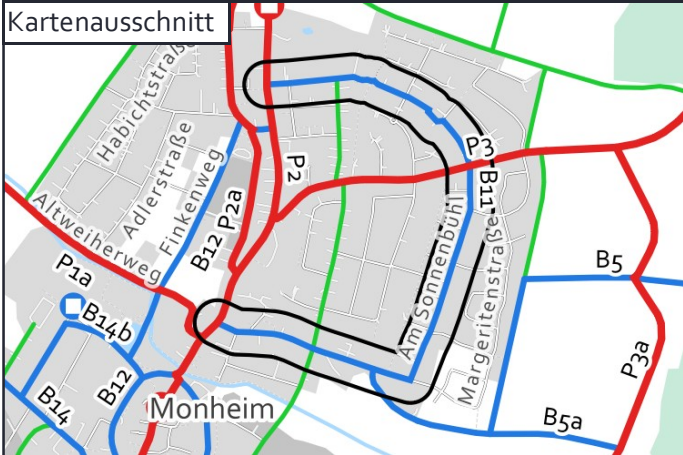 Kartenausschnitt
Habichtstraße
Adlerstraße
Finkenweg
P2
P3
B11
Altweiherweg
B12
P2a
Am Sonnenbühl
Margeritenstraße
P1a
B5
B14b
B12
B14
Monheim
P3a
B5a